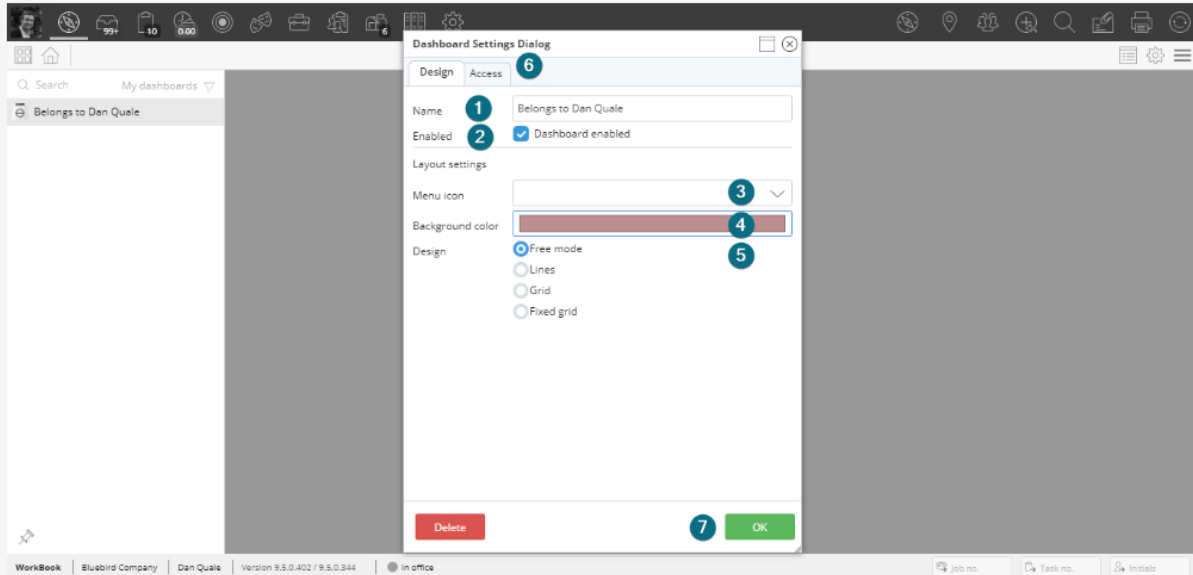 99+
10
0.00
6
Dashboard Settings Dialog
Design Access 6
Search My dashboards
Belongs to Dan Quale
Name 1 Belongs to Dan Quale
Enabled 2 Dashboard enabled
Layout settings
Menu icon 3
Background color 4
Design Free mode 5
Lines
Grid
Fixed grid
Delete 7 OK
WorkBook Bluebird Company Dan Quale Version 9.5.0.402 / 9.5.0.344 In office Job no. Task no. Initials